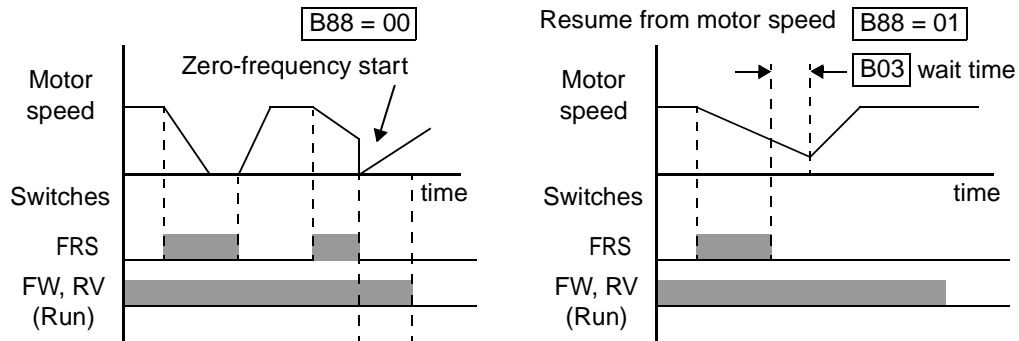 B88 = 00
Zero-frequency start
Motor
speed
Switches
time
FRS
FW, RV
(Run)
Resume from motor speed B88 = 01
B03 wait time
Motor
speed
Switches
time
FRS
FW, RV
(Run)